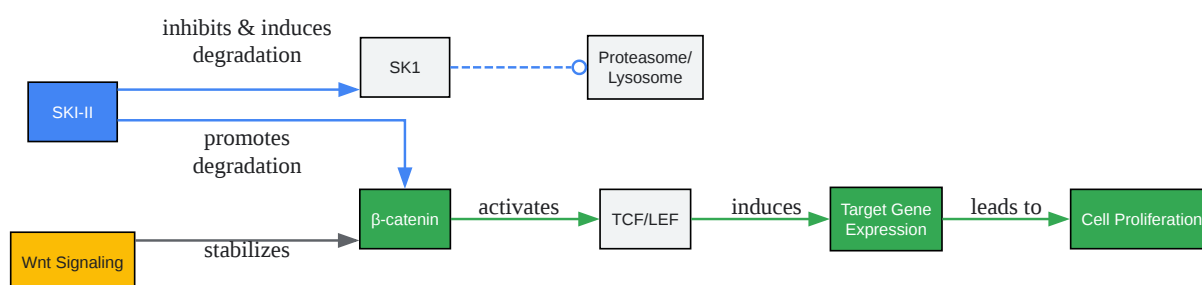 inhibits & induces
degradation
SK1
Proteasome/
Lysosome
SKI-II
promotes
degradation
β-catenin
activates
TCF/LEF
induces
Target Gene
Expression
leads to
Cell Proliferation
stabilizes
Wnt Signaling